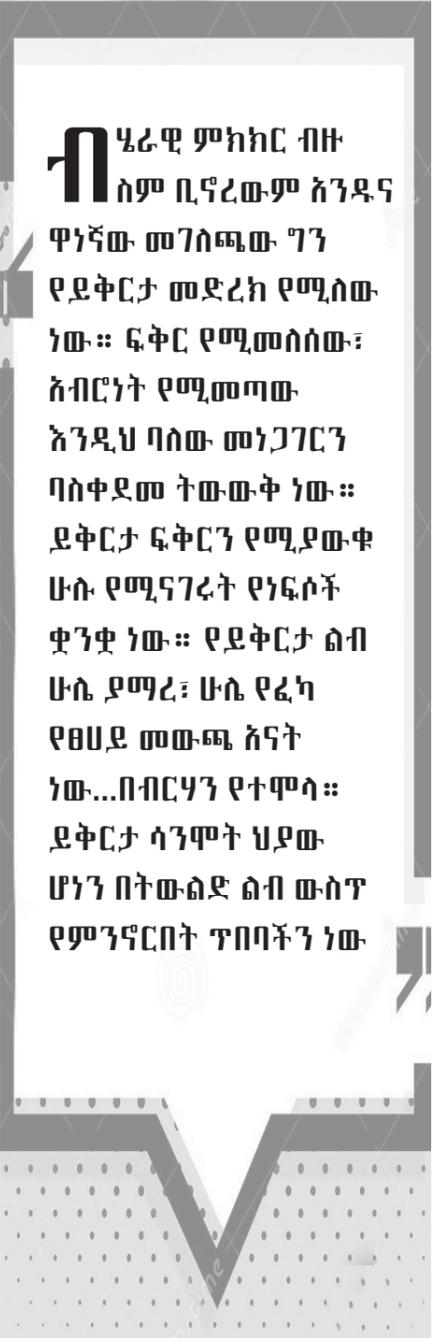 ብሄራዊ ምክክር ብዙ
ስም ቢኖረውም አንዱና
ዋነኛው መገለጫው ግን
የይቅርታ መድረክ የሚለው
ነው። ፍቅር የሚመለሰው፣
አብሮነት የሚመጣው
እንዲህ ባለው መነጋገርን
ባስቀደመ ትውውቅ ነው።
ይቅርታ ፍቅርን የሚያውቁ
ሁሉ የሚናገሩት የነፍሶች
ቋንቋ ነው። የይቅርታ ልብ
ሁሌ ያማረ፣ ሁሌ የፈካ
የፀሀይ መውጫ አናት
ነው...በብርሃን የተሞላ።
ይቅርታ ሳንሞት ህያው
ሆነን በትውልድ ልብ ውስጥ
የምንኖርበት ጥበባችን ነው